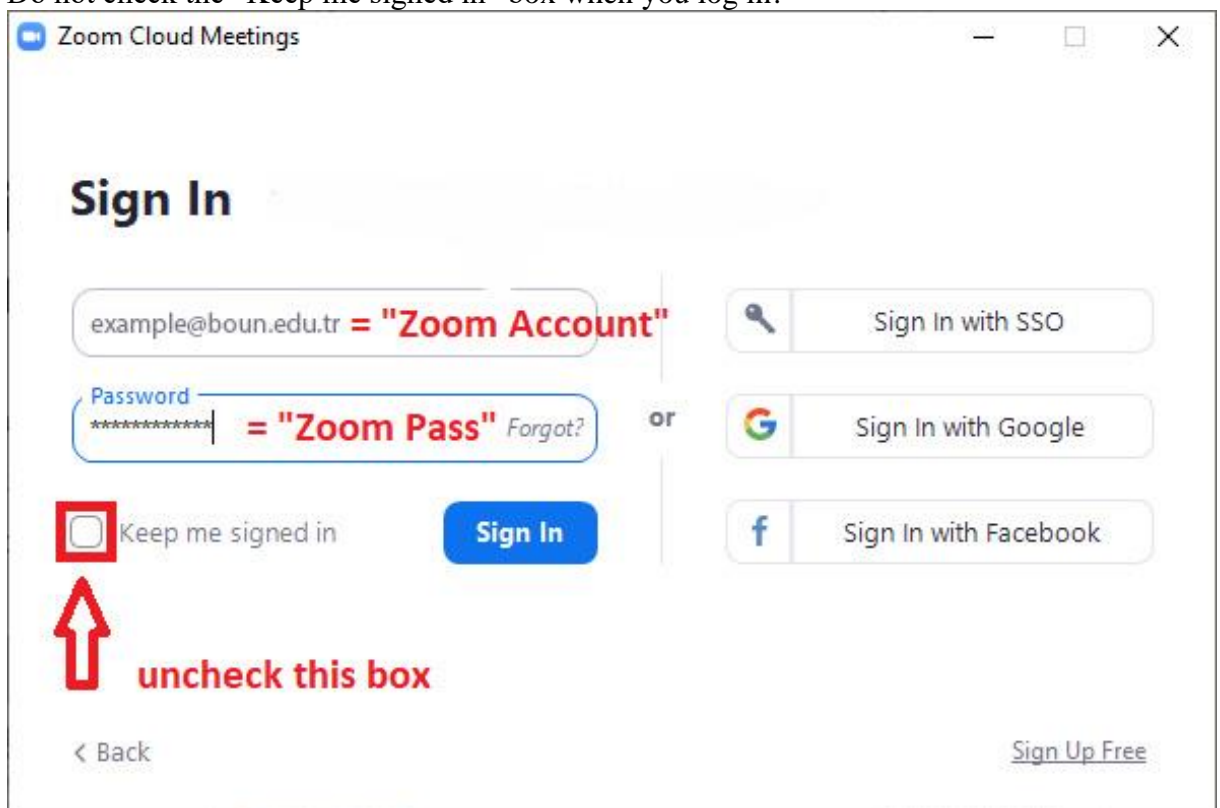 Do not check the "Keep me signed in" box when you log in.
Zoom Cloud Meetings
Sign In
example@boun.edu.tr = "Zoom Account"
Sign In with SSO
Password
************ = "Zoom Pass" Forgot?
or
Sign In with Google
Keep me signed in
Sign In
Sign In with Facebook
uncheck this box
< Back
Sign Up Free